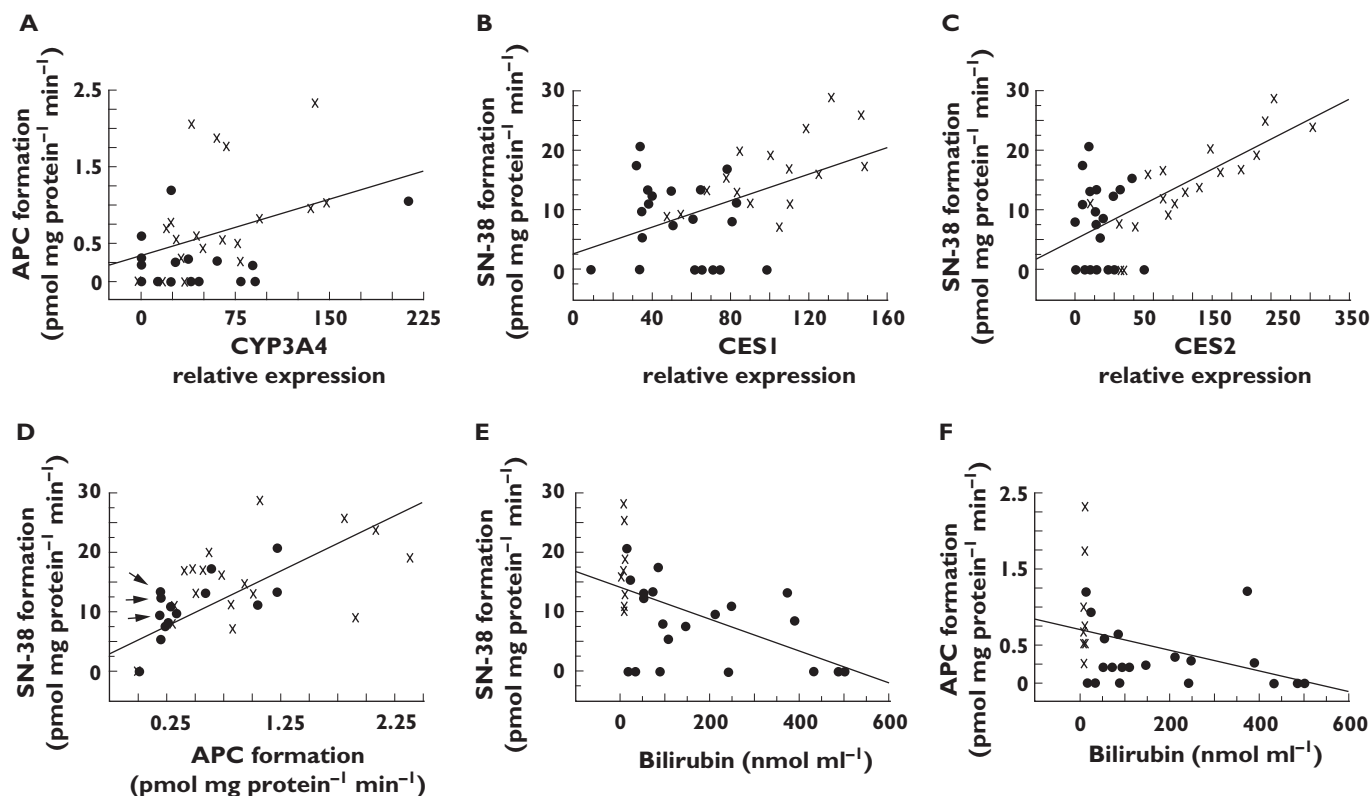 A
APC formation
(pmol mg protein⁻¹ min⁻¹)
2.5
1.5
0.5
0
0 75 150 225
CYP3A4
relative expression
B
SN-38 formation
(pmol mg protein⁻¹ min⁻¹)
30
20
10
0
0 40 80 120 160
CES1
relative expression
C
SN-38 formation
(pmol mg protein⁻¹ min⁻¹)
30
20
10
0
0 50 150 250 350
CES2
relative expression
D
SN-38 formation
(pmol mg protein⁻¹ min⁻¹)
30
20
10
0
0.25 1.25 2.25
APC formation
(pmol mg protein⁻¹ min⁻¹)
E
SN-38 formation
(pmol mg protein⁻¹ min⁻¹)
30
20
10
0
0 200 400 600
Bilirubin (nmol ml⁻¹)
F
APC formation
(pmol mg protein⁻¹ min⁻¹)
2.5
1.5
0.5
0
0 200 400 600
Bilirubin (nmol ml⁻¹)